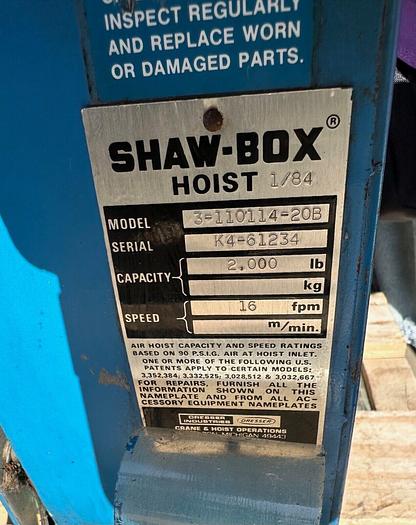 INSPECT REGULARLY
AND REPLACE WORN
OR DAMAGED PARTS.
SHAW-BOX®
HOIST 1/84
MODEL 3-110114-20B
SERIAL K4-61234
CAPACITY 2,000 lb
kg
SPEED 16 fpm
m/min.
AIR HOIST CAPACITY AND SPEED RATINGS
BASED ON 90 P.S.I.G. AIR AT HOIST INLET.
ONE OR MORE OF THE FOLLOWING U.S.
PATENTS APPLY TO CERTAIN MODELS:
3,352,384, 3,332,525; 3,028,512 & 3,032,667
FOR REPAIRS, FURNISH ALL THE
INFORMATION SHOWN ON THIS
NAMEPLATE AND FROM ALL AC-
CESSORY EQUIPMENT NAMEPLATES
DRESSER INDUSTRIES DRESSER
CRANE & HOIST OPERATIONS
MICHIGAN 49443